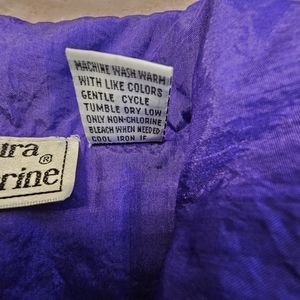 MACHINE WASH WARM
WITH LIKE COLORS
GENTLE CYCLE
TUMBLE DRY LOW
ONLY NON-CHLORINE
BLEACH WHEN NEEDED
COOL IRON IF
ura
®
rine